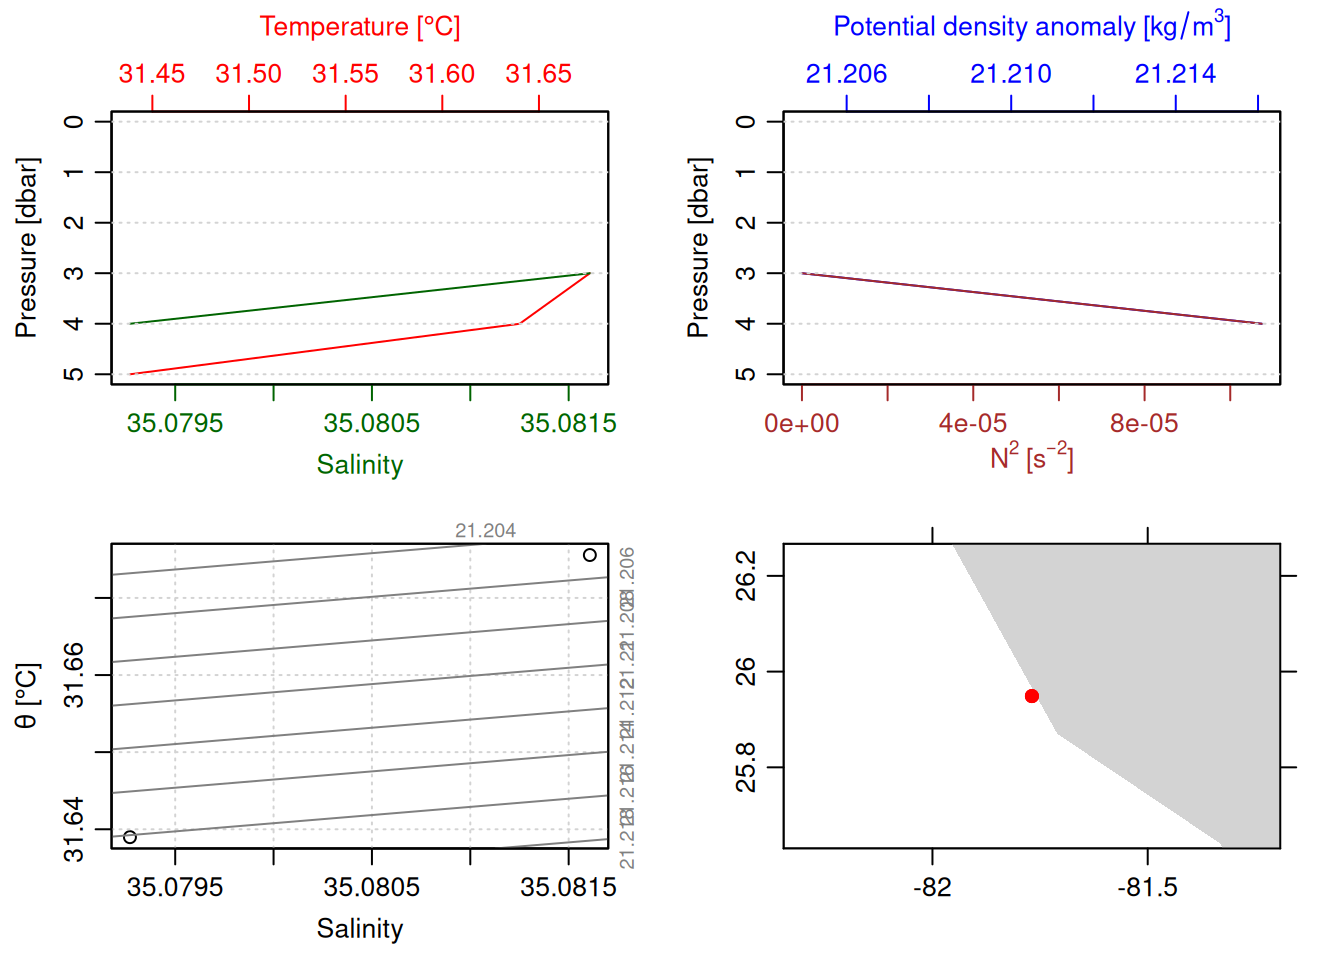 Temperature [°C]
31.45 31.50 31.55 31.60 31.65
Pressure [dbar]
0
1
2
3
4
5
35.0795 35.0805 35.0815
Salinity
Potential density anomaly [kg/m³]
21.206 21.210 21.214
Pressure [dbar]
0
1
2
3
4
5
0e+00 4e-05 8e-05
N² [s⁻²]
21.204
21.206
θ [°C]
31.66
31.64
21.218
35.0795 35.0805 35.0815
Salinity
26.2
26
25.8
-82 -81.5